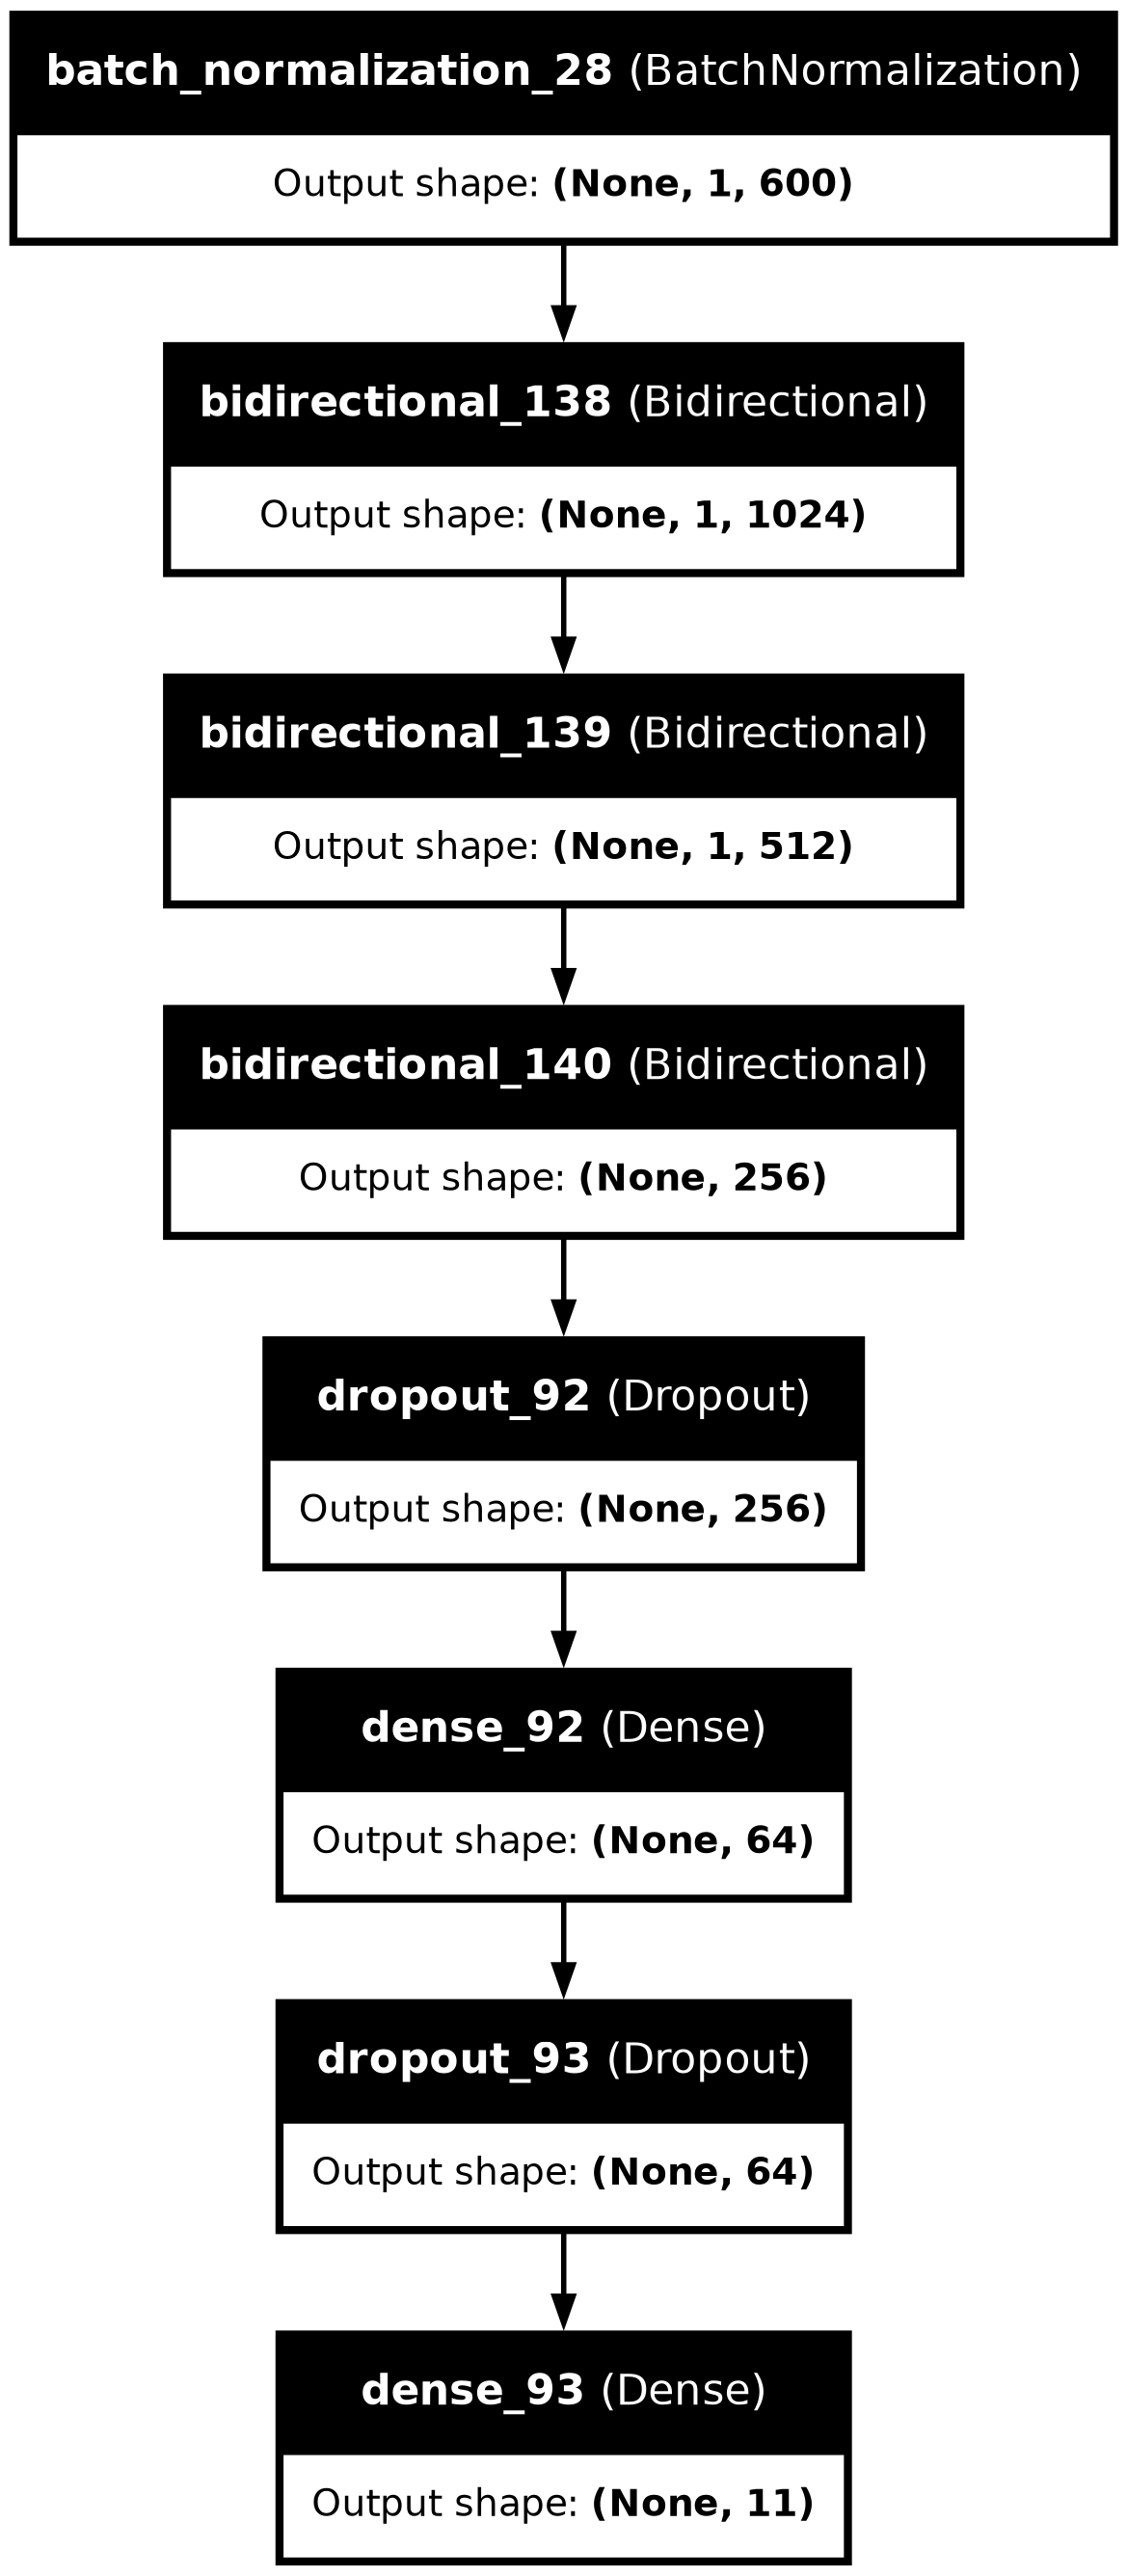 batch_normalization_28 (BatchNormalization)
Output shape: (None, 1, 600)
bidirectional_138 (Bidirectional)
Output shape: (None, 1, 1024)
bidirectional_139 (Bidirectional)
Output shape: (None, 1, 512)
bidirectional_140 (Bidirectional)
Output shape: (None, 256)
dropout_92 (Dropout)
Output shape: (None, 256)
dense_92 (Dense)
Output shape: (None, 64)
dropout_93 (Dropout)
Output shape: (None, 64)
dense_93 (Dense)
Output shape: (None, 11)